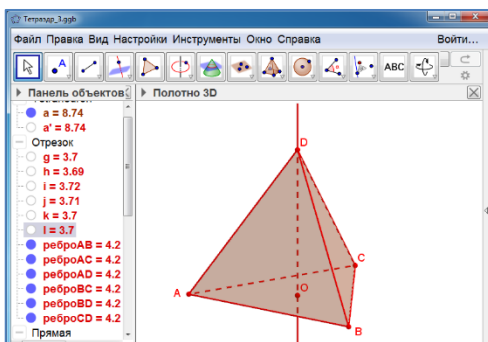 Тетраэдр_3.ggb
Файл Правка Вид Настройки Инструменты Окно Справка Войти...
A ABC
Панель объектов Полотно 3D
a = 8.74
a' = 8.74
Отрезок
g = 3.7
h = 3.69
i = 3.72
j = 3.71
k = 3.7
l = 3.7
реброAB = 4.2
реброAC = 4.2
реброAD = 4.2
реброBC = 4.2
реброBD = 4.2
реброCD = 4.2
Прямая
D
C
A
O
B